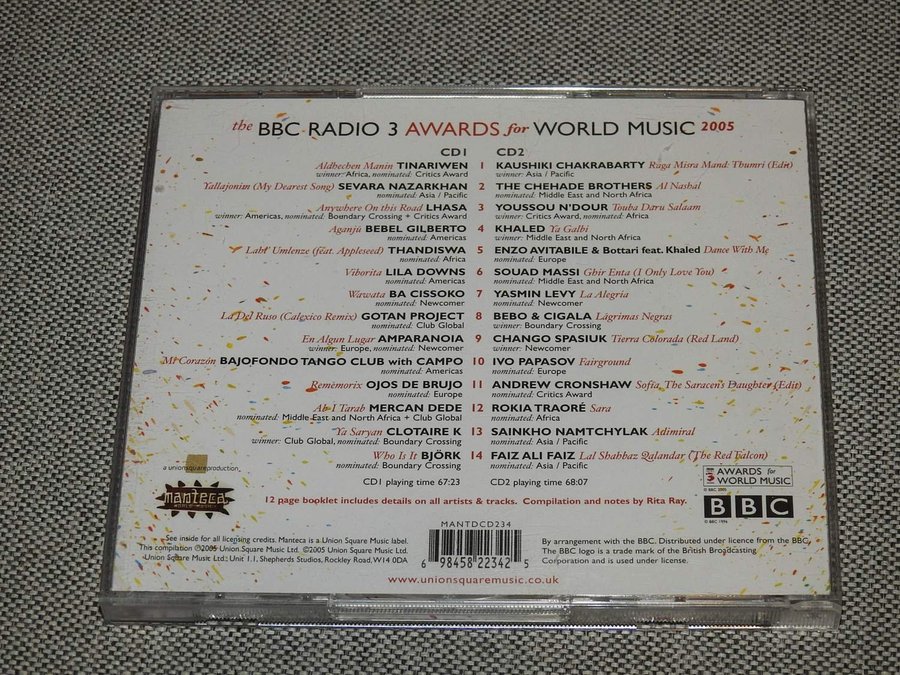 the BBC RADIO 3 AWARDS for WORLD MUSIC 2005
CD1
Aldhechen Manin TINARIWEN 1
winner: Africa, nominated: Critics Award
Yallajonim (My Dearest Song) SEVARA NAZARKHAN 2
nominated: Asia / Pacific
Anywhere On this Road LHASA 3
winner: Americas, nominated: Boundary Crossing + Critics Award
Aganjú BEBEL GILBERTO 4
nominated: Americas
Laht' Umlenze (feat. Appleseed) THANDISWA 5
nominated: Africa
Viborita LILA DOWNS 6
nominated: Americas
Wawata BA CISSOKO 7
nominated: Newcomer
La Del Ruso (Calexico Remix) GOTAN PROJECT 8
nominated: Club Global
En Algun Lugar AMPARANOIA 9
winner: Europe, nominated: Newcomer
Mi Corazón BAJOFONDO TANGO CLUB with CAMPO 10
nominated: Americas
Rememorix OJOS DE BRUJO 11
nominated: Europe
Ab-I Tarab MERCAN DEDE 12
nominated: Middle East and North Africa + Club Global
Ya Saryan CLOTAIRE K 13
winner: Club Global, nominated: Boundary Crossing
Who Is It BJÖRK 14
nominated: Boundary Crossing
CD1 playing time 67:23
CD2
KAUSHIKI CHAKRABARTY Raga Misra Mand: Thumri (Edit)
winner: Asia / Pacific
THE CHEHADE BROTHERS Al Nashal
nominated: Middle East and North Africa
YOUSSOU N'DOUR Touba Daru Salaam
winner: Critics Award, nominated: Africa
KHALED Ya Galbi
winner: Middle East and North Africa
ENZO AVITABILE & Bottari feat. Khaled Dance With Me
nominated: Europe
SOUAD MASSI Ghir Enta (I Only Love You)
nominated: Middle East and North Africa
YASMIN LEVY La Alegria
nominated: Newcomer
BEBO & CIGALA Lágrimas Negras
winner: Boundary Crossing
CHANGO SPASIUK Tierra Colorada (Red Land)
winner: Newcomer
IVO PAPASOV Fairground
nominated: Europe
ANDREW CRONSHAW Sofia, The Saracen's Daughter (Edit)
nominated: Critics Award
ROKIA TRAORÉ Sara
nominated: Africa
SAINKHO NAMTCHYLAK Adimiral
nominated: Asia / Pacific
FAIZ ALI FAIZ Lal Shahbaz Qalandar (The Red Falcon)
nominated: Asia / Pacific
CD2 playing time 68:07
a unionsquareproduction
manteca
WORLD MUSIC
3 AWARDS for
WORLD MUSIC
© BBC 2005
BBC
© BBC 1996
12 page booklet includes details on all artists & tracks. Compilation and notes by Rita Ray.
See inside for all licensing credits. Manteca is a Union Square Music label.
This compilation ℗2005 Union Square Music Ltd. ©2005 Union Square Music Ltd.
Union Square Music Ltd: Unit 1.1, Shepherds Studios, Rockley Road, W14 0DA
MANTDCD234
6 98458 22342 5
By arrangement with the BBC. Distributed under licence from the BBC.
The BBC logo is a trade mark of the British Broadcasting
Corporation and is used under license.
www.unionsquaremusic.co.uk